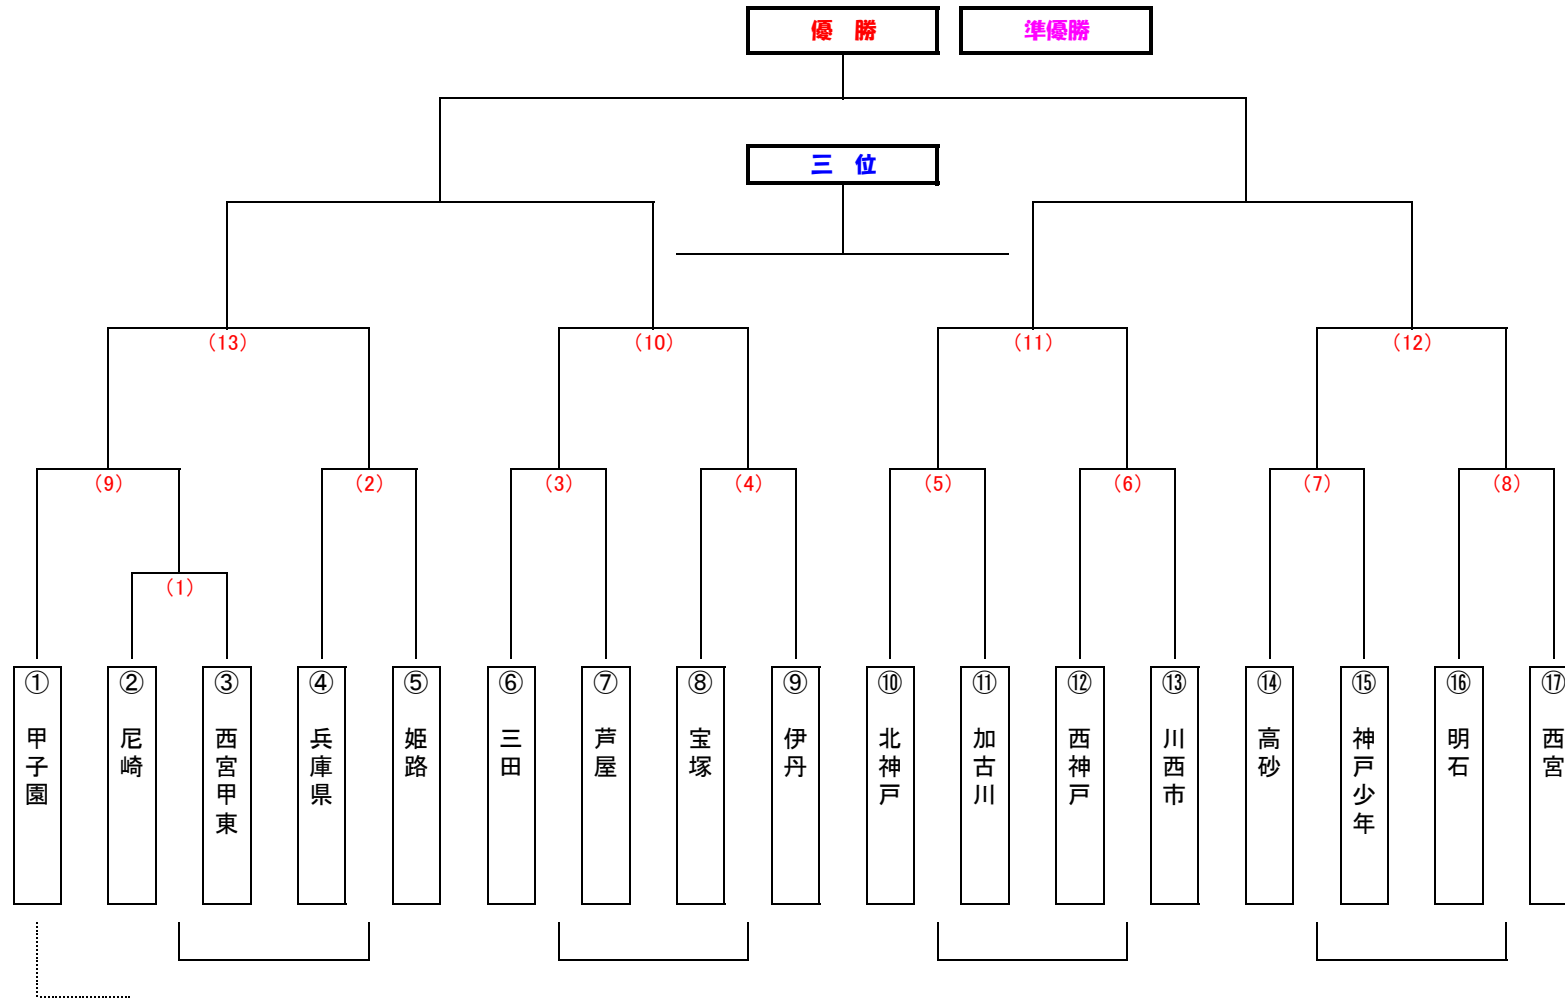 優　勝
準優勝
三　位
（13）
（10）
（11）
（12）
（9）
（2）
（3）
（4）
（5）
（6）
（7）
（8）
（1）
① 甲子園
② 尼崎
③ 西宮甲東
④ 兵庫県
⑤ 姫路
⑥ 三田
⑦ 芦屋
⑧ 宝塚
⑨ 伊丹
⑩ 北神戸
⑪ 加古川
⑫ 西神戸
⑬ 川西市
⑭ 高砂
⑮ 神戸少年
⑯ 明石
⑰ 西宮